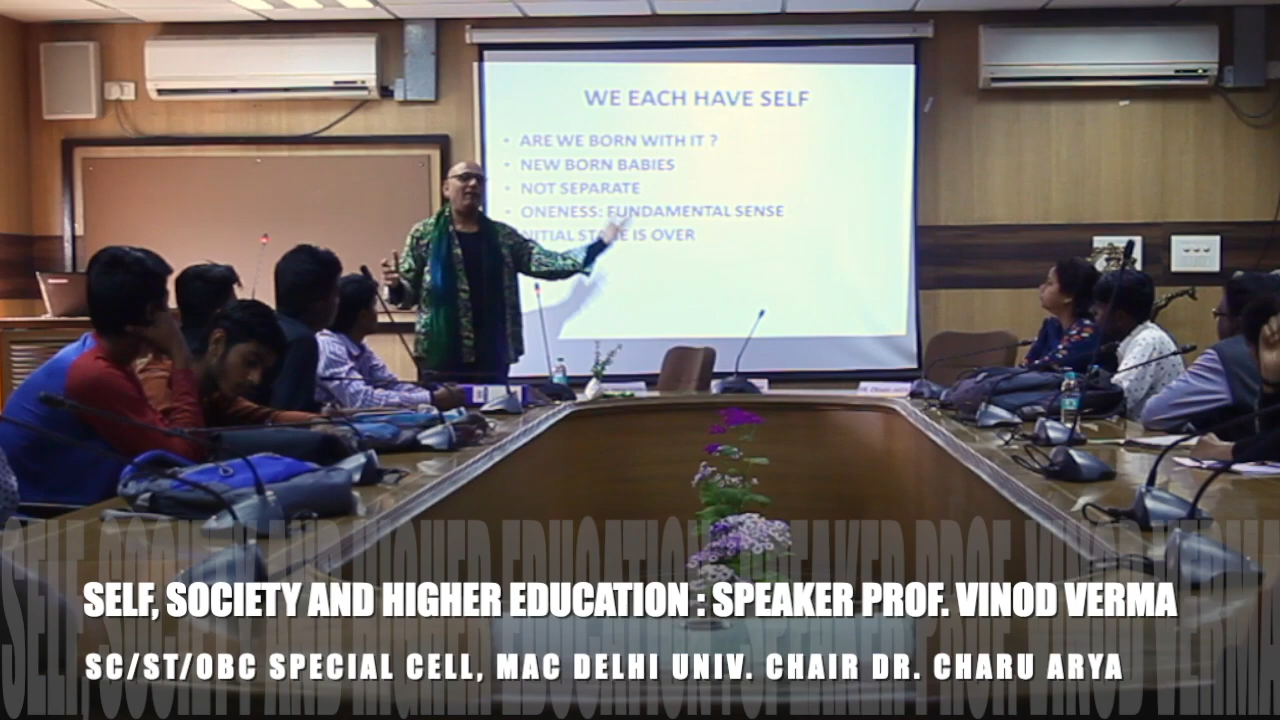 WE EACH HAVE SELF
• ARE WE BORN WITH IT ?
• NEW BORN BABIES
• NOT SEPARATE
• ONENESS: FUNDAMENTAL SENSE
IS OVER
SELF, SOCIETY AND HIGHER EDUCATION : SPEAKER PROF. VINOD VERMA
SC/ST/OBC SPECIAL CELL, MAC DELHI UNIV. CHAIR DR. CHARU ARYA